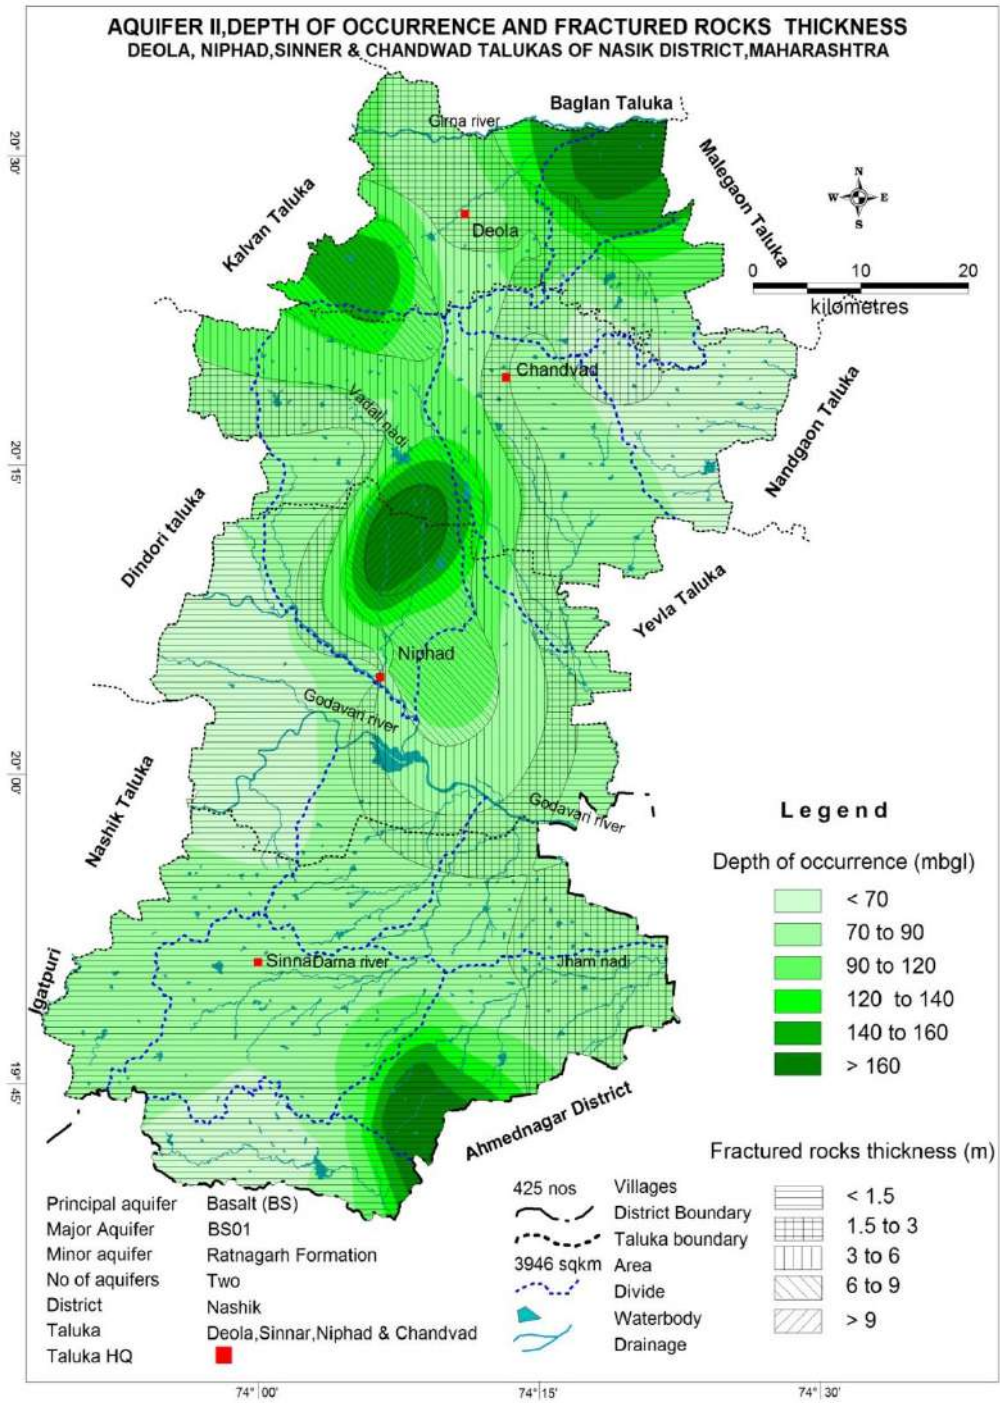 AQUIFER II,DEPTH OF OCCURRENCE AND FRACTURED ROCKS THICKNESS
DEOLA, NIPHAD,SINNER & CHANDWAD TALUKAS OF NASIK DISTRICT,MAHARASHTRA
Baglan Taluka
Girna river
20° 30'
Malegaon Taluka
N
W E
S
Kalvan Taluka
Deola
0 10 20
kilometres
Chandvad
Vadali nadi
Nandgaon Taluka
20° 15'
Dindori taluka
Yevla Taluka
Niphad
Godavari river
20° 00'
Nashik Taluka
Godavari river
Legend
Depth of occurrence (mbgl)
< 70
70 to 90
90 to 120
120 to 140
140 to 160
> 160
Igatpuri
Sinna Darna river
Jham nadi
19° 45'
Ahmednagar District
Fractured rocks thickness (m)
< 1.5
1.5 to 3
3 to 6
6 to 9
> 9
425 nos Villages
District Boundary
Taluka boundary
3946 sqkm Area
Divide
Waterbody
Drainage
Principal aquifer Basalt (BS)
Major Aquifer BS01
Minor aquifer Ratnagarh Formation
No of aquifers Two
District Nashik
Taluka Deola,Sinnar,Niphad & Chandvad
Taluka HQ
74° 00' 74° 15' 74° 30'